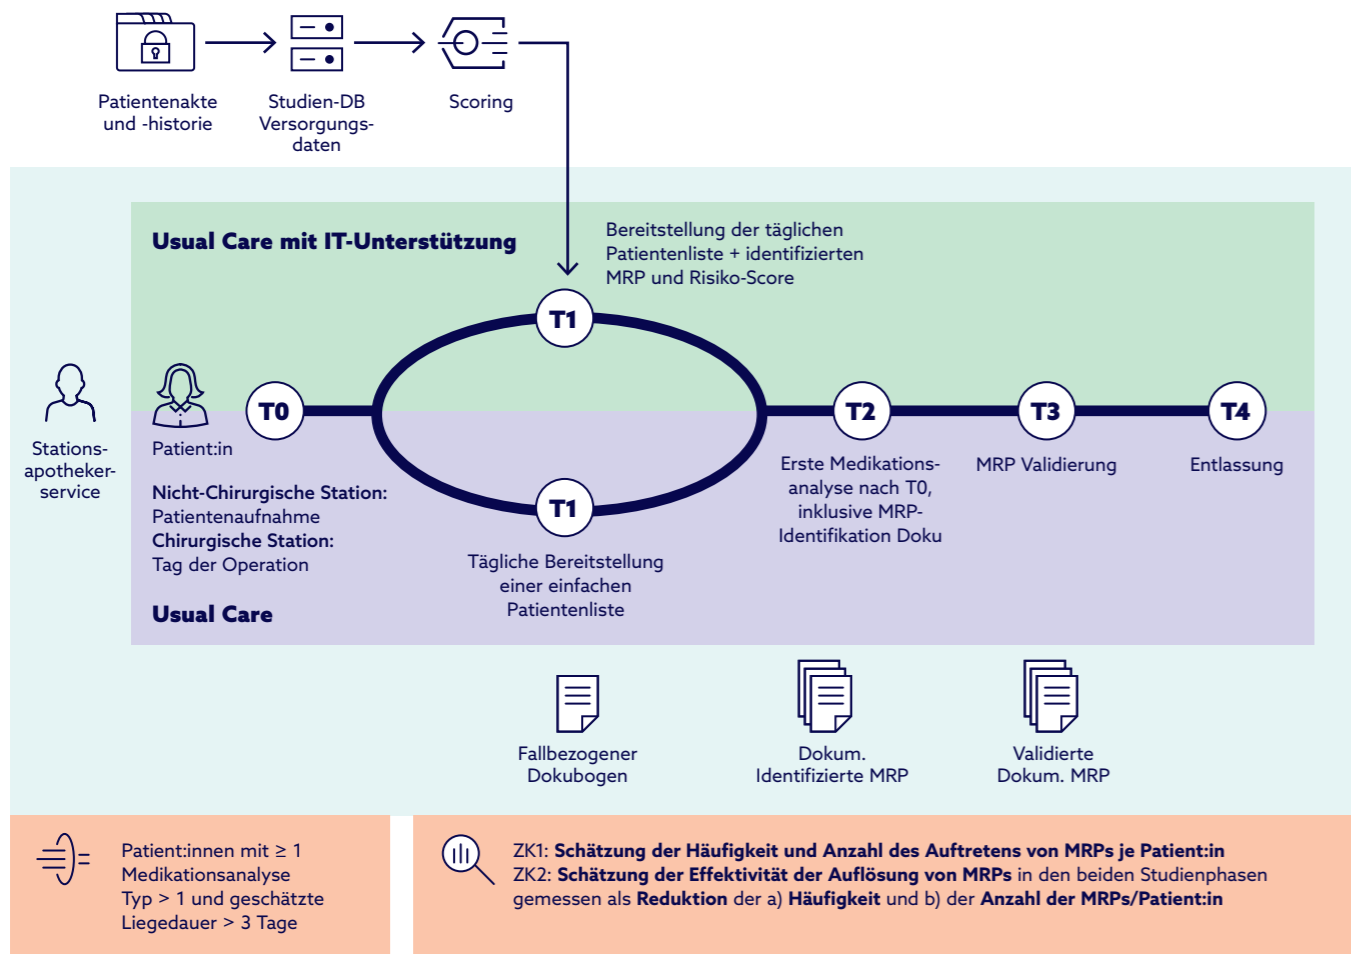 Patientenakte
und -historie
Studien-DB
Versorgungs-
daten
Scoring
Usual Care mit IT-Unterstützung
Bereitstellung der täglichen
Patientenliste + identifizierten
MRP und Risiko-Score
T1
T0
T2
T3
T4
Stations-
apotheker-
service
Patient:in
Nicht-Chirurgische Station:
Patientenaufnahme
Chirurgische Station:
Tag der Operation
T1
Tägliche Bereitstellung
einer einfachen
Patientenliste
Erste Medikations-
analyse nach T0,
inklusive MRP-
Identifikation Doku
MRP Validierung
Entlassung
Usual Care
Fallbezogener
Dokubogen
Dokum.
Identifizierte MRP
Validierte
Dokum. MRP
Patient:innen mit ≥ 1
Medikationsanalyse
Typ > 1 und geschätzte
Liegedauer > 3 Tage
ZK1: Schätzung der Häufigkeit und Anzahl des Auftretens von MRPs je Patient:in
ZK2: Schätzung der Effektivität der Auflösung von MRPs in den beiden Studienphasen
gemessen als Reduktion der a) Häufigkeit und b) der Anzahl der MRPs/Patient:in